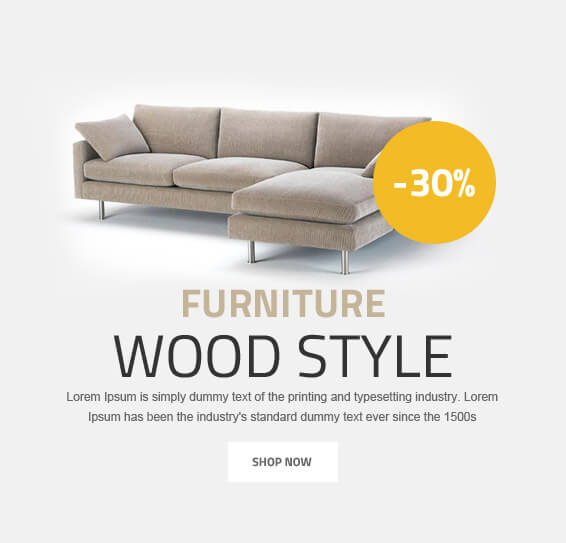 -30%
FURNITURE
WOOD STYLE
Lorem Ipsum is simply dummy text of the printing and typesetting industry. Lorem
Ipsum has been the industry's standard dummy text ever since the 1500s
SHOP NOW